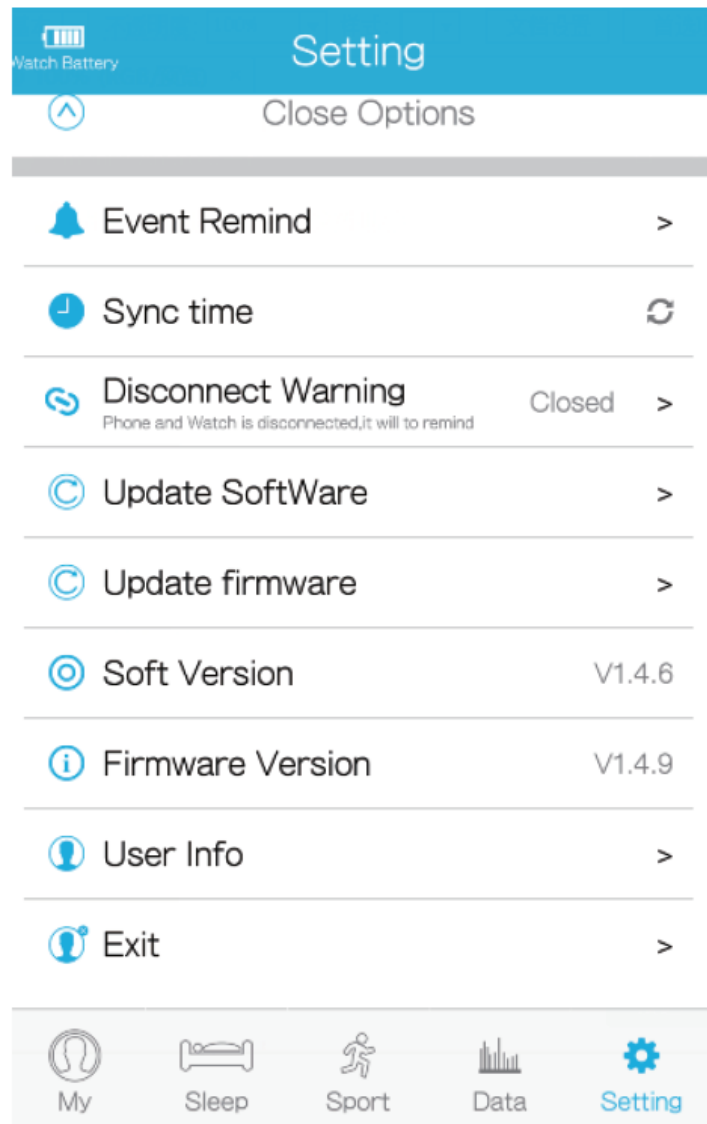 Setting
Watch Battery
Close Options
Event Remind >
Sync time
Disconnect Warning Closed >
Phone and Watch is disconnected,it will to remind
Update SoftWare >
Update firmware >
Soft Version V1.4.6
Firmware Version V1.4.9
User Info >
Exit >
My Sleep Sport Data Setting